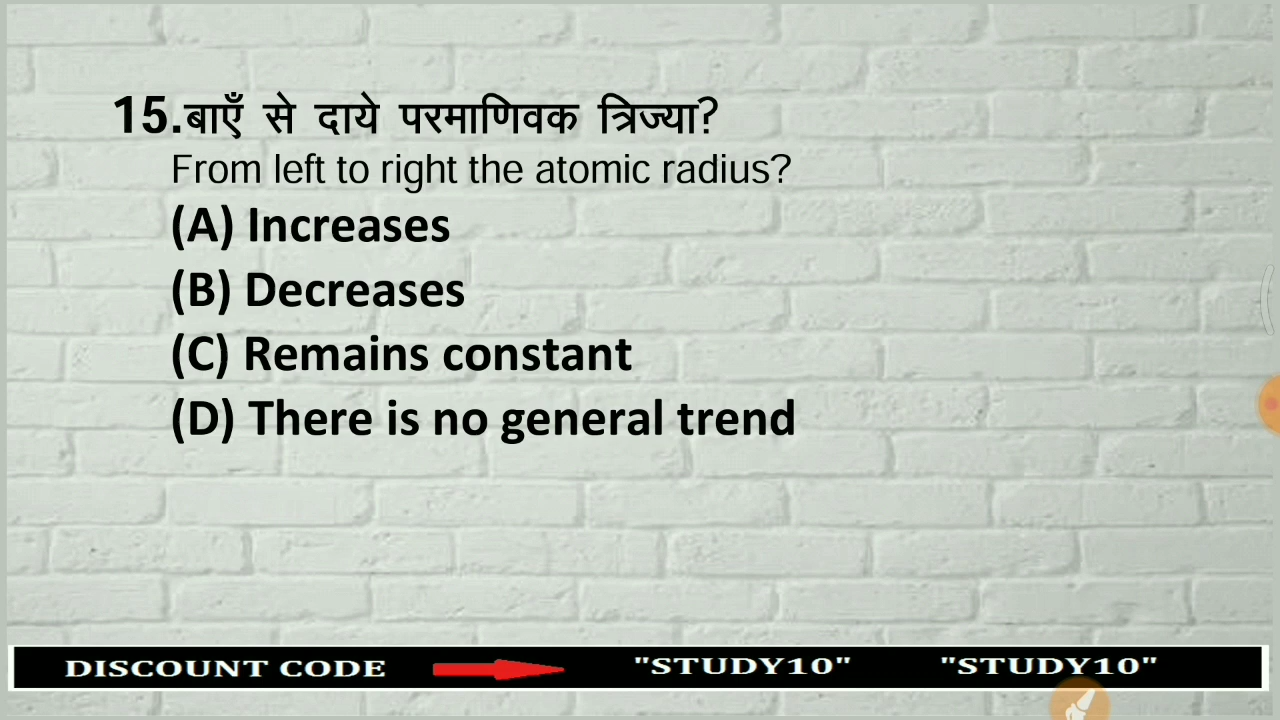 15.बाएँ से दाये परमाणिवक त्रिज्या?
From left to right the atomic radius?
(A) Increases
(B) Decreases
(C) Remains constant
(D) There is no general trend
DISCOUNT CODE "STUDY10" "STUDY10"